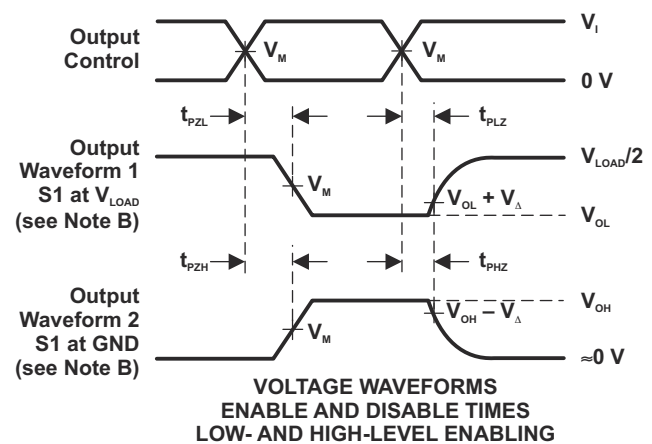 Output
Control
V_M
V_M
V_I
0 V
t_PZL
t_PLZ
Output
Waveform 1
S1 at V_LOAD
(see Note B)
V_M
V_OL + V_Δ
V_LOAD/2
V_OL
t_PZH
t_PHZ
Output
Waveform 2
S1 at GND
(see Note B)
V_M
V_OH − V_Δ
V_OH
≈0 V
VOLTAGE WAVEFORMS
ENABLE AND DISABLE TIMES
LOW- AND HIGH-LEVEL ENABLING